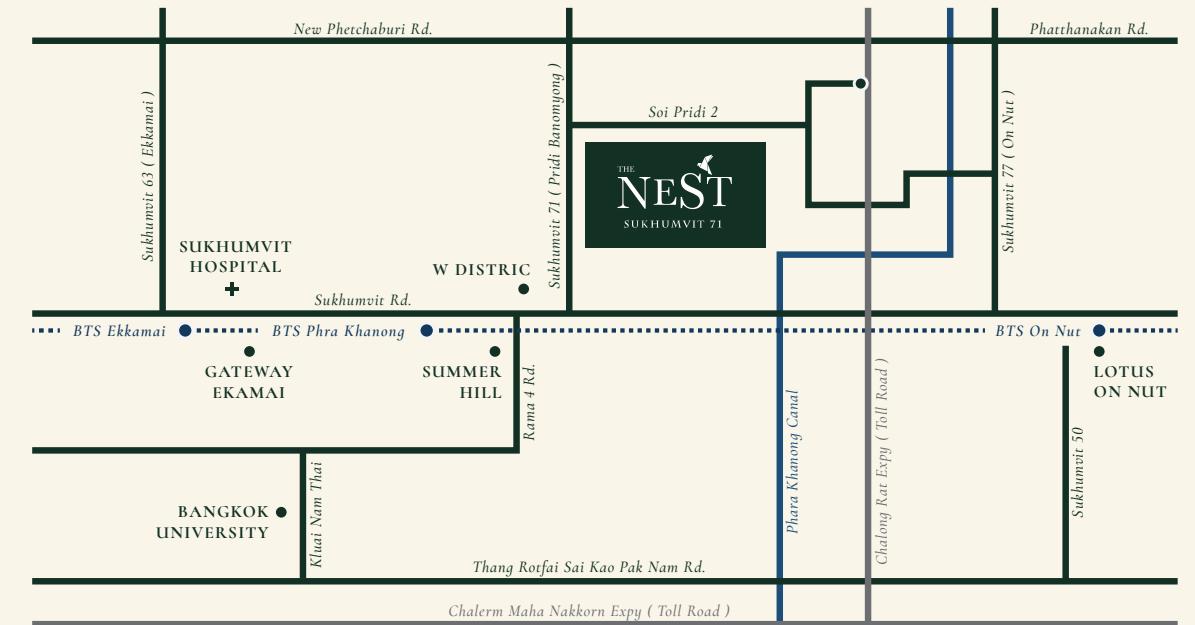 New Phetchaburi Rd.
Phatthanakan Rd.
Sukhumvit 63 ( Ekkamai )
Sukhumvit 71 ( Pridi Banomyong )
Soi Pridi 2
Sukhumvit 77 ( On Nut )
THE
NEST
SUKHUMVIT 71
SUKHUMVIT
HOSPITAL
W DISTRIC
Sukhumvit Rd.
BTS Ekkamai
BTS Phra Khanong
BTS On Nut
GATEWAY
EKAMAI
SUMMER
HILL
Rama 4 Rd.
LOTUS
ON NUT
Phara Khanong Canal
Chalong Rat Expy ( Toll Road )
Sukhumvit 50
BANGKOK
UNIVERSITY
Kluai Nam Thai
Thang Rotfai Sai Kao Pak Nam Rd.
Chalerm Maha Nakkorn Expy ( Toll Road )